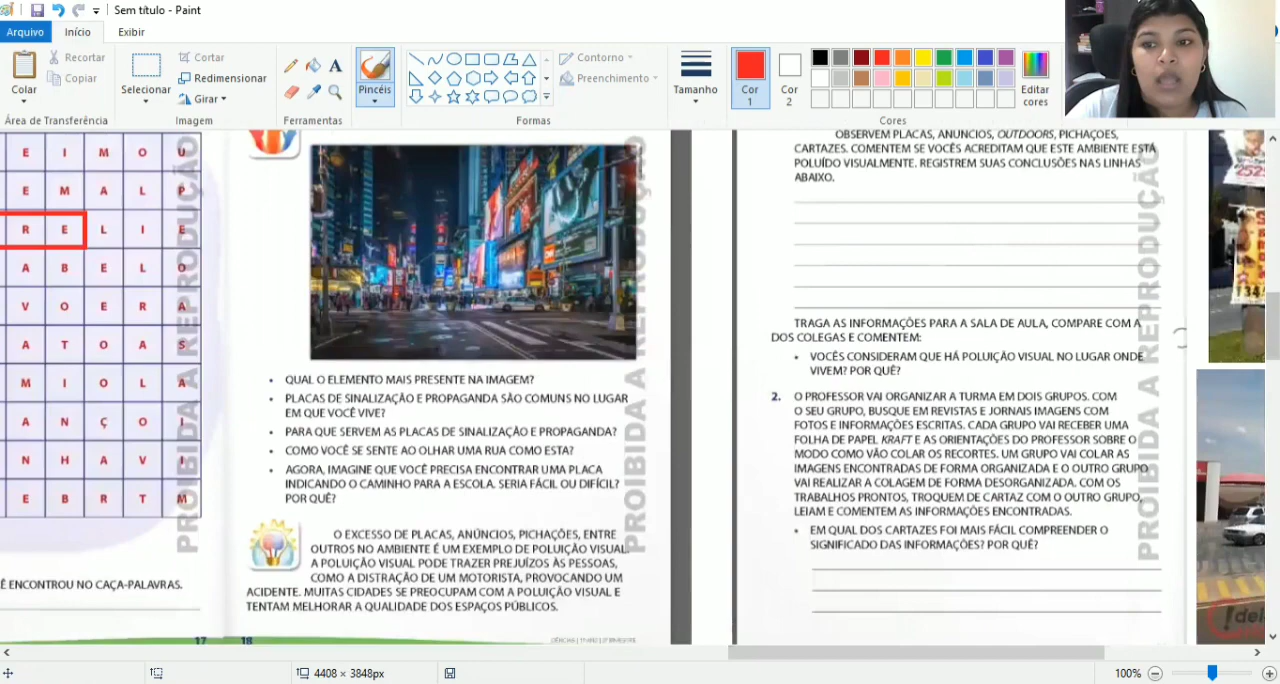 Sem título - Paint
Arquivo
Início
Exibir
Colar
Recortar
Copiar
Área de Transferência
Selecionar
Cortar
Redimensionar
Girar
Imagem
A
Ferramentas
Pincéis
Formas
Contorno
Preenchimento
Tamanho
Cor
1
Cor
2
Editar
cores
Cores
E I M O U
E M A L P
R E L I E
A B E L O
V O E R A
A T O A S
M I O L A
A N Ç O I
N H A V I
E B R T M
Ê ENCONTROU NO CAÇA-PALAVRAS.
17
PROIBIDA A REPRODUÇÃO
• QUAL O ELEMENTO MAIS PRESENTE NA IMAGEM?
• PLACAS DE SINALIZAÇÃO E PROPAGANDA SÃO COMUNS NO LUGAR
EM QUE VOCÊ VIVE?
• PARA QUE SERVEM AS PLACAS DE SINALIZAÇÃO E PROPAGANDA?
• COMO VOCÊ SE SENTE AO OLHAR UMA RUA COMO ESTA?
• AGORA, IMAGINE QUE VOCÊ PRECISA ENCONTRAR UMA PLACA
INDICANDO O CAMINHO PARA A ESCOLA. SERIA FÁCIL OU DIFÍCIL?
POR QUÊ?
O EXCESSO DE PLACAS, ANÚNCIOS, PICHAÇÕES, ENTRE
OUTROS NO AMBIENTE É UM EXEMPLO DE POLUIÇÃO VISUAL.
A POLUIÇÃO VISUAL PODE TRAZER PREJUÍZOS ÀS PESSOAS,
COMO A DISTRAÇÃO DE UM MOTORISTA, PROVOCANDO UM
ACIDENTE. MUITAS CIDADES SE PREOCUPAM COM A POLUIÇÃO VISUAL E
TENTAM MELHORAR A QUALIDADE DOS ESPAÇOS PÚBLICOS.
18
PROIBIDA A REPRODUÇÃO
OBSERVEM PLACAS, ANÚNCIOS, OUTDOORS, PICHAÇÕES,
CARTAZES. COMENTEM SE VOCÊS ACREDITAM QUE ESTE AMBIENTE ESTÁ
POLUÍDO VISUALMENTE. REGISTREM SUAS CONCLUSÕES NAS LINHAS
ABAIXO.
TRAGA AS INFORMAÇÕES PARA A SALA DE AULA, COMPARE COM A
DOS COLEGAS E COMENTEM:
• VOCÊS CONSIDERAM QUE HÁ POLUIÇÃO VISUAL NO LUGAR ONDE
VIVEM? POR QUÊ?
2. O PROFESSOR VAI ORGANIZAR A TURMA EM DOIS GRUPOS. COM
O SEU GRUPO, BUSQUE EM REVISTAS E JORNAIS IMAGENS COM
FOTOS E INFORMAÇÕES ESCRITAS. CADA GRUPO VAI RECEBER UMA
FOLHA DE PAPEL KRAFT E AS ORIENTAÇÕES DO PROFESSOR SOBRE O
MODO COMO VÃO COLAR OS RECORTES. UM GRUPO VAI COLAR AS
IMAGENS ENCONTRADAS DE FORMA ORGANIZADA E O OUTRO GRUPO
VAI REALIZAR A COLAGEM DE FORMA DESORGANIZADA. COM OS
TRABALHOS PRONTOS, TROQUEM DE CARTAZ COM O OUTRO GRUPO,
LEIAM E COMENTEM AS INFORMAÇÕES ENCONTRADAS.
• EM QUAL DOS CARTAZES FOI MAIS FÁCIL COMPREENDER O
SIGNIFICADO DAS INFORMAÇÕES? POR QUÊ?
PROIBIDA A REPRODUÇÃO
4408 × 3848px
100%